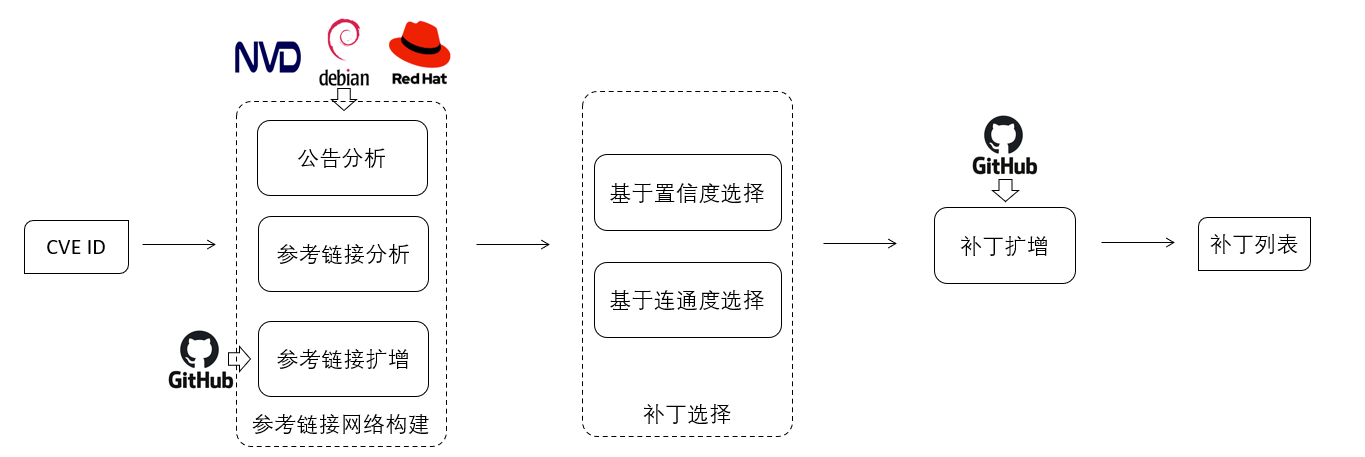 NVD
debian
Red Hat
公告分析
参考链接分析
参考链接扩增
参考链接网络构建
CVE ID
GitHub
基于置信度选择
基于连通度选择
补丁选择
GitHub
补丁扩增
补丁列表